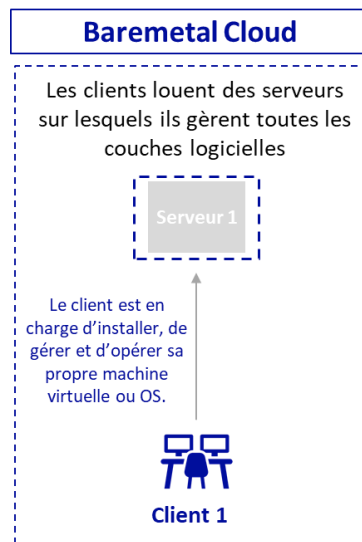 Baremetal Cloud
Les clients louent des serveurs
sur lesquels ils gèrent toutes les
couches logicielles
Serveur 1
Le client est en
charge d'installer, de
gérer et d'opérer sa
propre machine
virtuelle ou OS.
Client 1